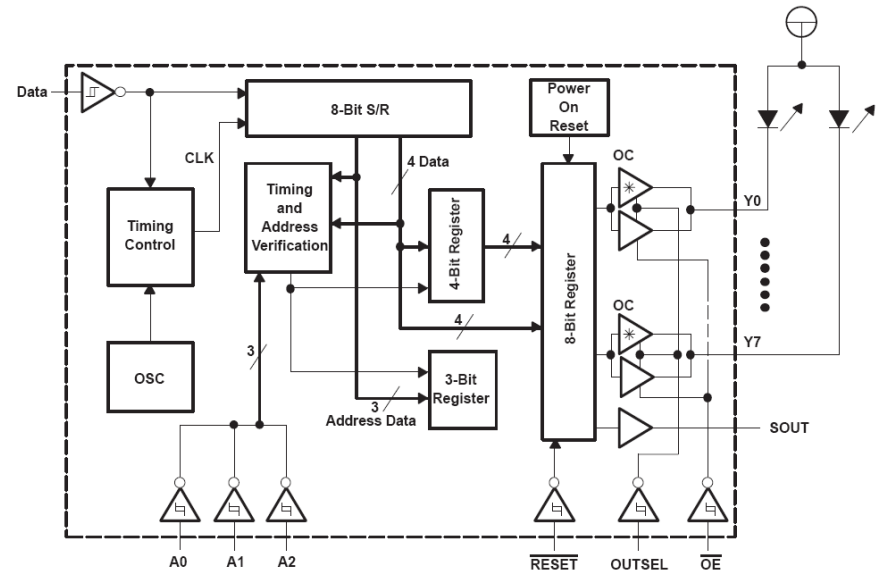 Data
8-Bit S/R
Power
On
Reset
OC
CLK
4 Data
Timing
and
Address
Verification
Timing
Control
4-Bit Register
4
8-Bit Register
Y0
OC
4
Y7
3
OSC
3-Bit
Register
3
Address Data
SOUT
A0
A1
A2
RESET
OUTSEL
OE